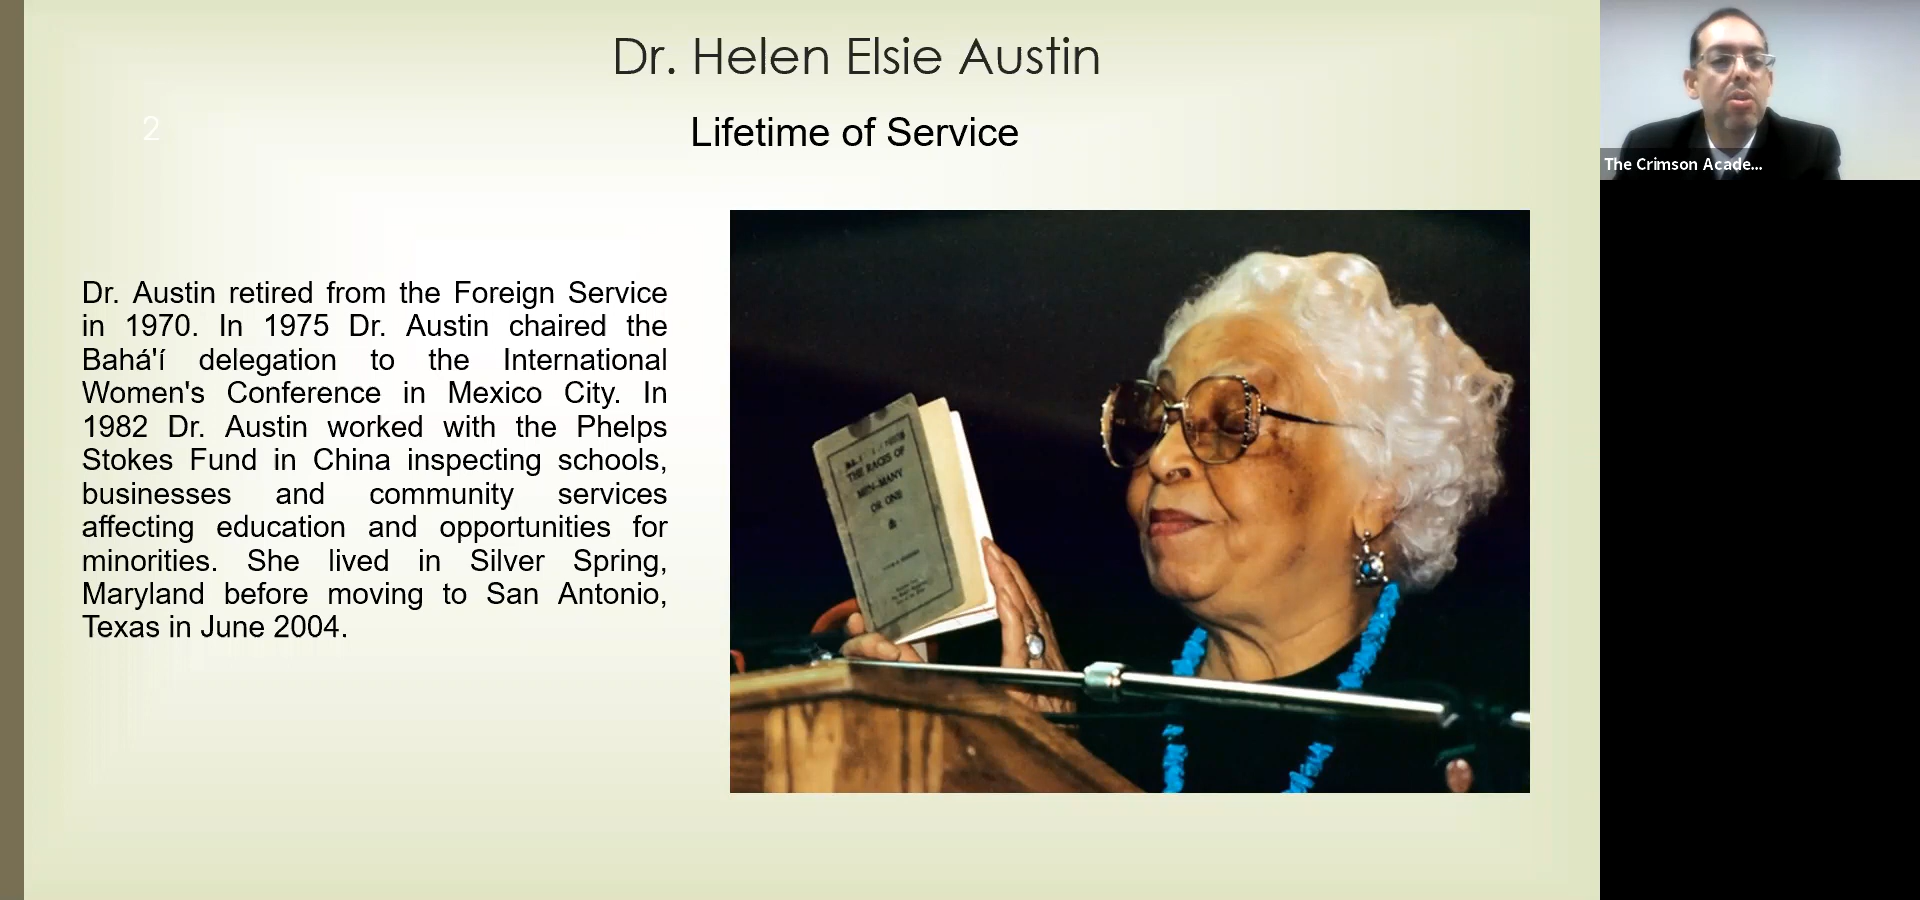 Dr. Helen Elsie Austin
2
Lifetime of Service
Dr. Austin retired from the Foreign Service
in 1970. In 1975 Dr. Austin chaired the
Bahá'í delegation to the International
Women's Conference in Mexico City. In
1982 Dr. Austin worked with the Phelps
Stokes Fund in China inspecting schools,
businesses and community services
affecting education and opportunities for
minorities. She lived in Silver Spring,
Maryland before moving to San Antonio,
Texas in June 2004.
THE RACES OF
MEN—MANY
OR ONE
The Crimson Acade...